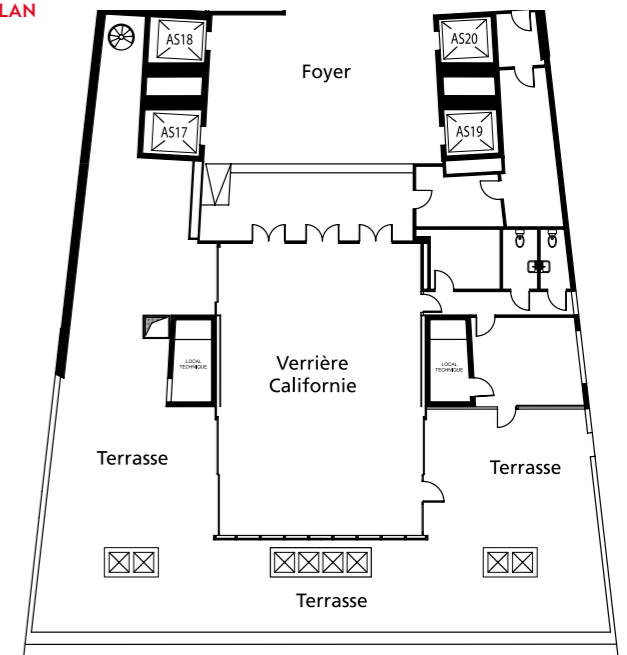 LAN
AS18
AS20
Foyer
AS17
AS19
LOCAL
TECHNIQUE
LOCAL
TECHNIQUE
Verrière
Californie
Terrasse
Terrasse
Terrasse